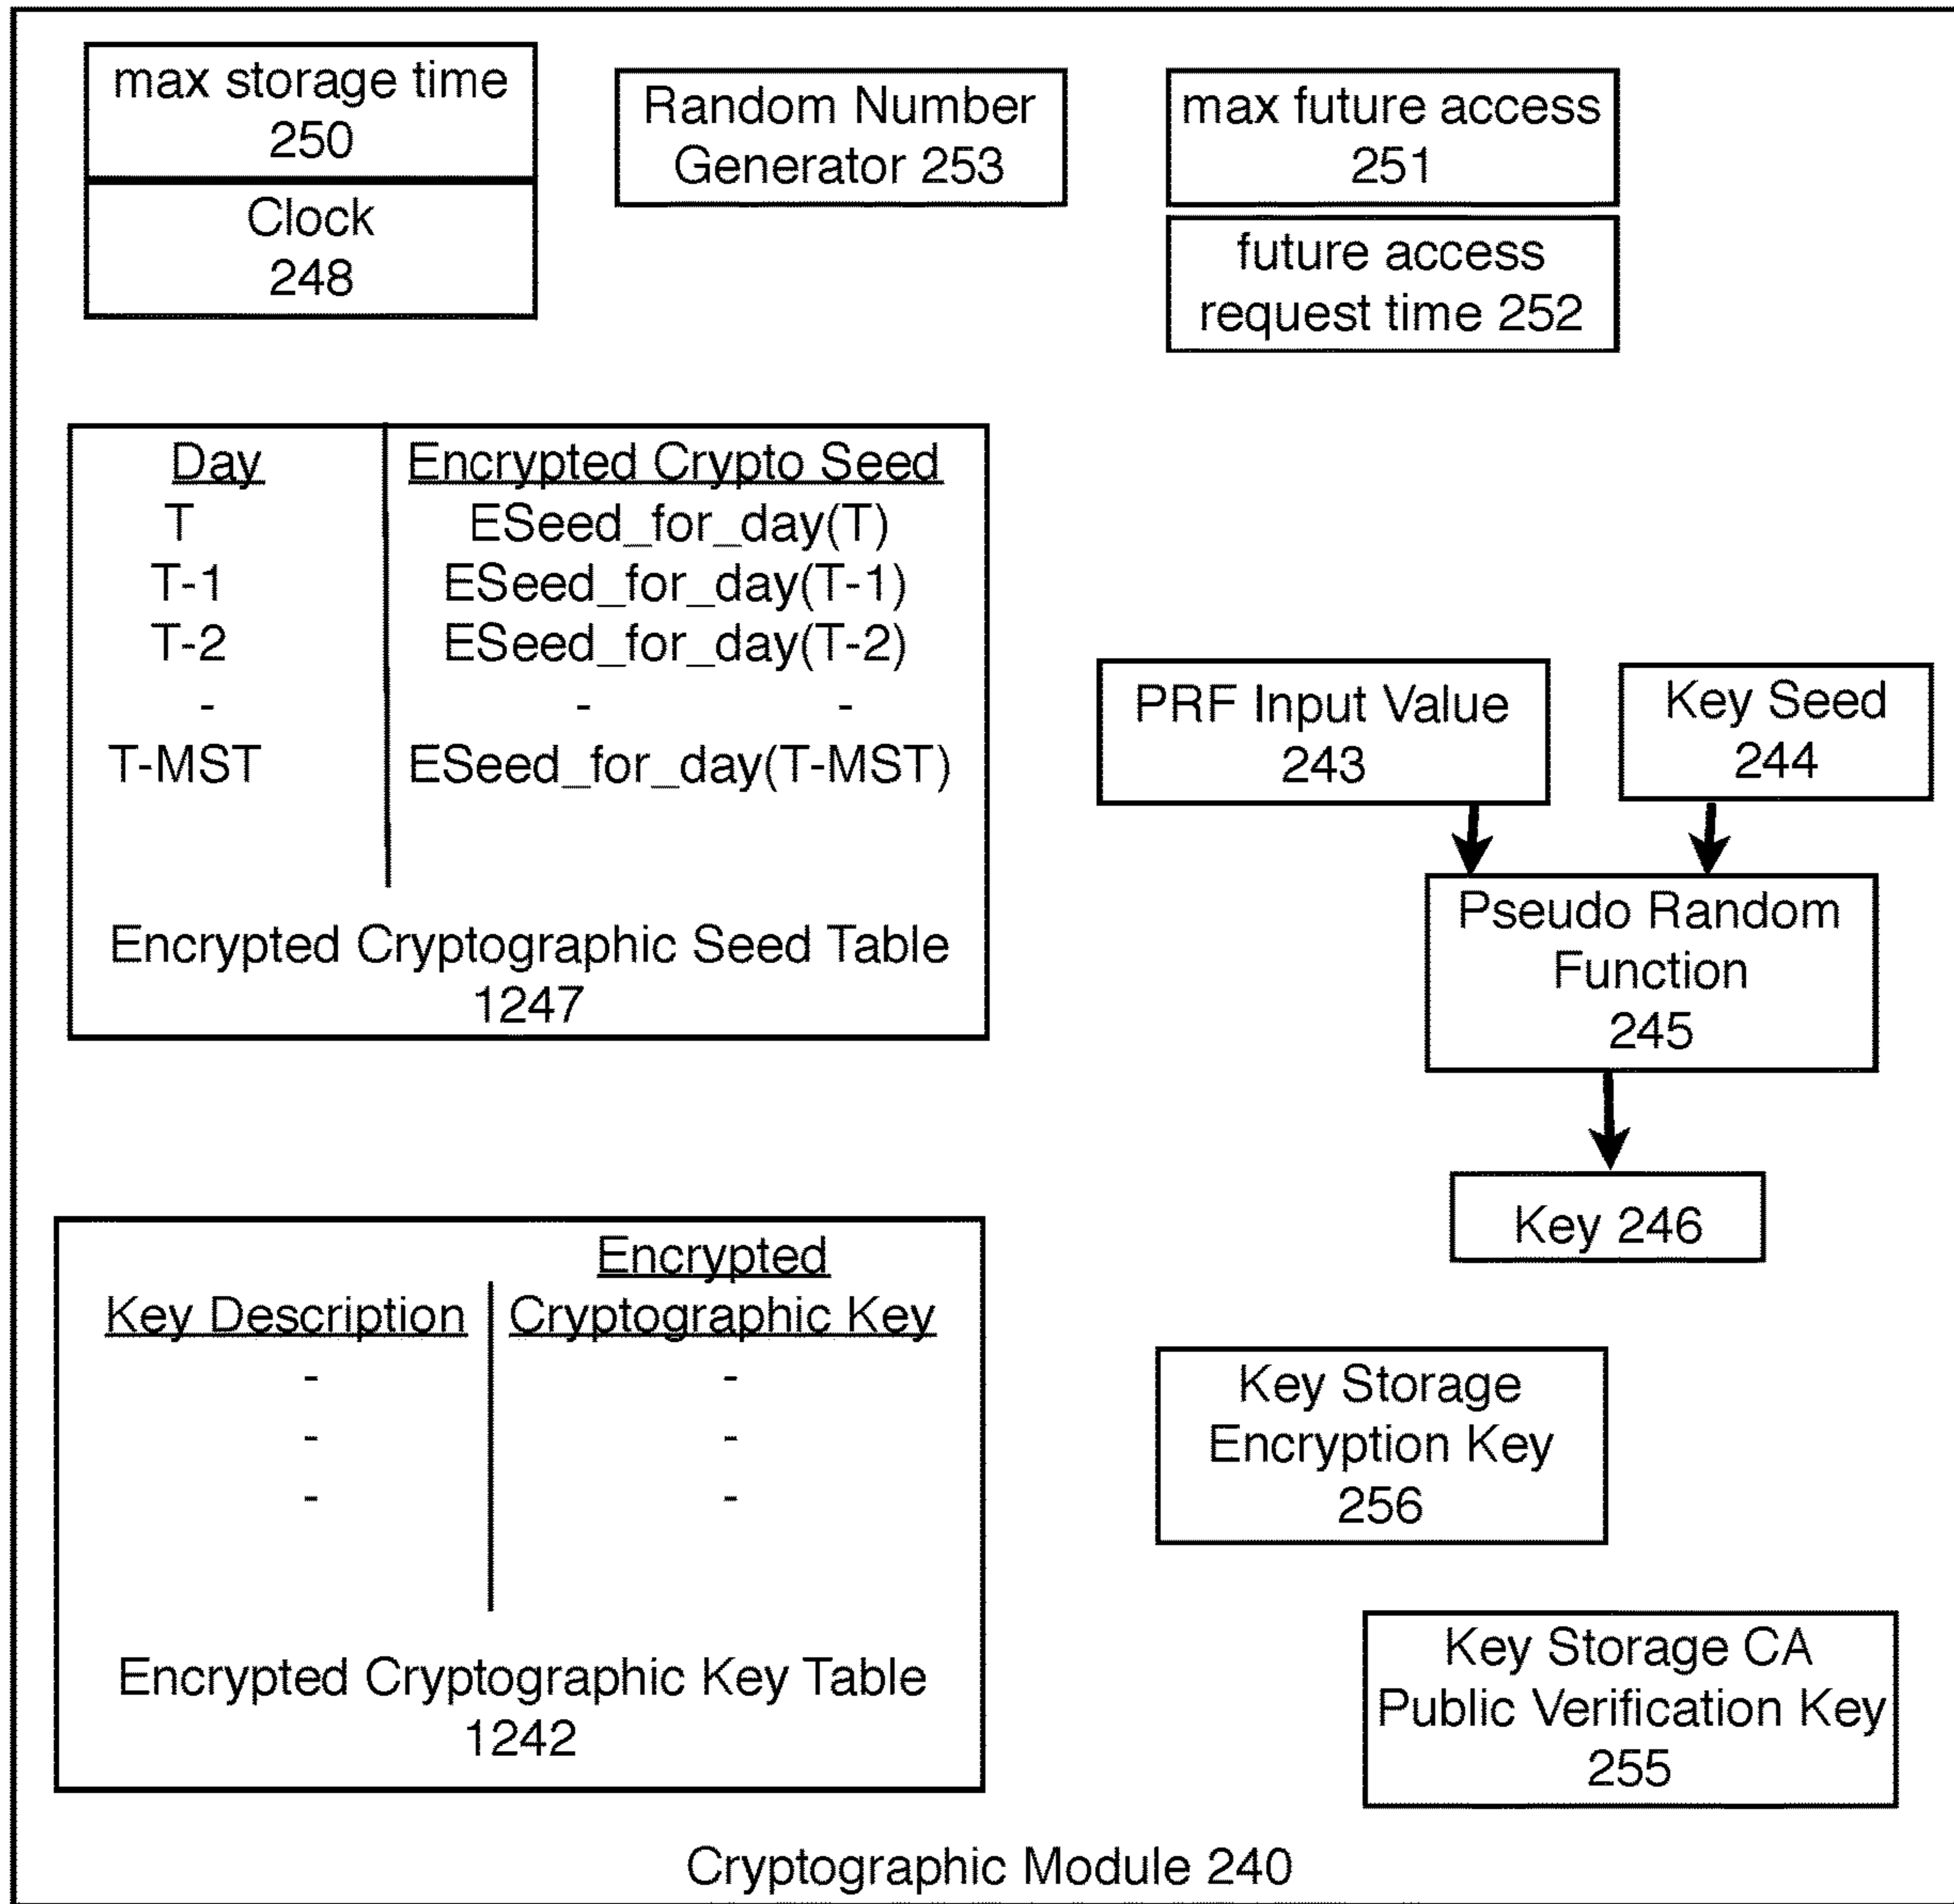 max storage time
250
Clock
248
Random Number
Generator 253
max future access
251
future access
request time 252
Day Encrypted Crypto Seed
T ESeed_for_day(T)
T-1 ESeed_for_day(T-1)
T-2 ESeed_for_day(T-2)
- - -
T-MST ESeed_for_day(T-MST)
Encrypted Cryptographic Seed Table
1247
PRF Input Value
243
Key Seed
244
Pseudo Random
Function
245
Key 246
Encrypted
Key Description Cryptographic Key
- -
- -
- -
Encrypted Cryptographic Key Table
1242
Key Storage
Encryption Key
256
Key Storage CA
Public Verification Key
255
Cryptographic Module 240